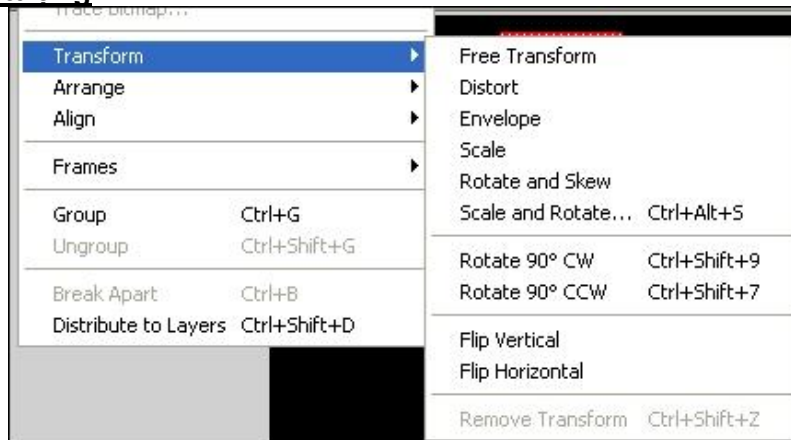 Trace Bitmap...
Transform
Arrange
Align
Frames
Group Ctrl+G
Ungroup Ctrl+Shift+G
Break Apart Ctrl+B
Distribute to Layers Ctrl+Shift+D
Free Transform
Distort
Envelope
Scale
Rotate and Skew
Scale and Rotate... Ctrl+Alt+S
Rotate 90° CW Ctrl+Shift+9
Rotate 90° CCW Ctrl+Shift+7
Flip Vertical
Flip Horizontal
Remove Transform Ctrl+Shift+Z